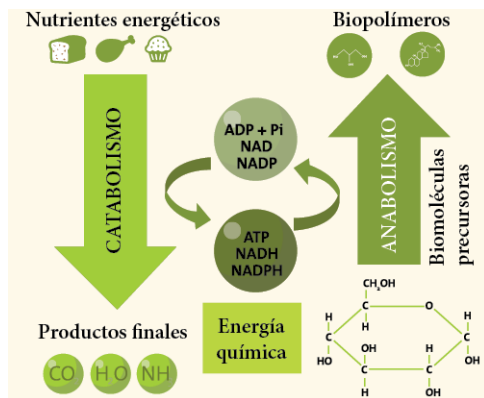 Nutrientes energéticos
Biopolímeros
CATABOLISMO
ADP + Pi
NAD
NADP
ATP
NADH
NADPH
ANABOLISMO
Biomoléculas
precursoras
Productos finales
CO
H O
NH
Energía
química
CH OH
C
O
H
H
H
C
C
HO
OH
H
OH
C
C
H
OH